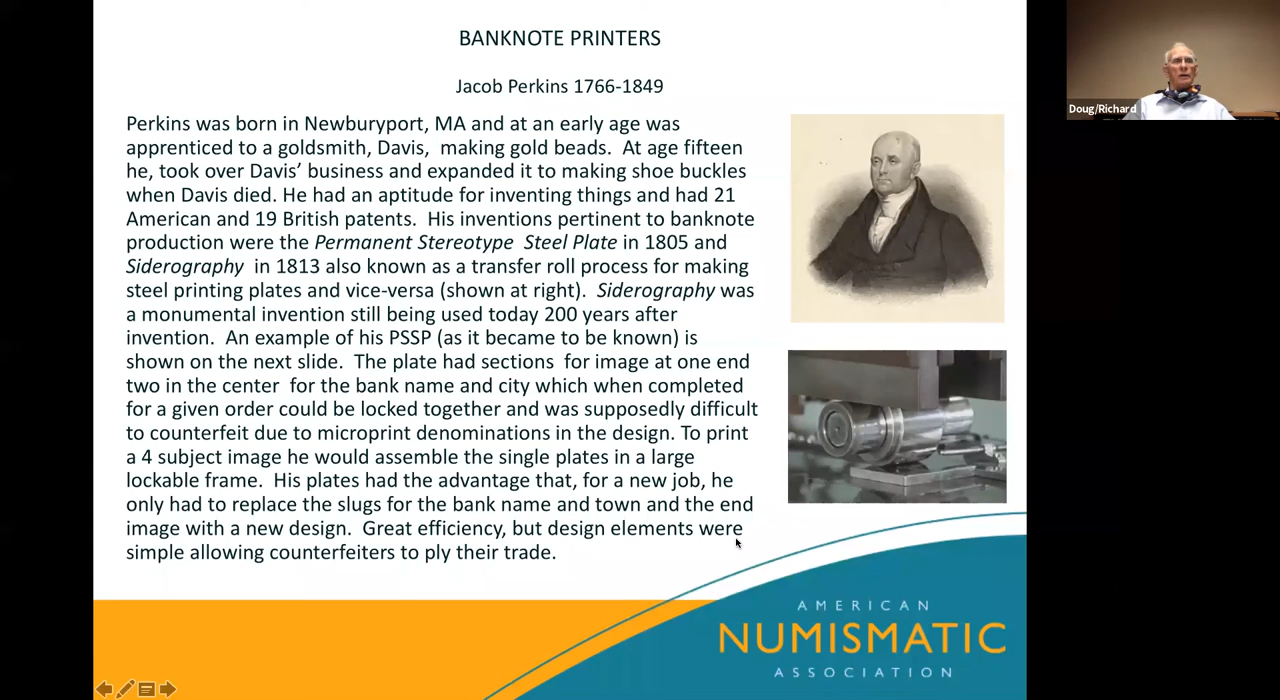 BANKNOTE PRINTERS
Jacob Perkins 1766-1849
Perkins was born in Newburyport, MA and at an early age was
apprenticed to a goldsmith, Davis, making gold beads. At age fifteen
he, took over Davis’ business and expanded it to making shoe buckles
when Davis died. He had an aptitude for inventing things and had 21
American and 19 British patents. His inventions pertinent to banknote
production were the Permanent Stereotype Steel Plate in 1805 and
Siderography in 1813 also known as a transfer roll process for making
steel printing plates and vice-versa (shown at right). Siderography was
a monumental invention still being used today 200 years after
invention. An example of his PSSP (as it became to be known) is
shown on the next slide. The plate had sections for image at one end
two in the center for the bank name and city which when completed
for a given order could be locked together and was supposedly difficult
to counterfeit due to microprint denominations in the design. To print
a 4 subject image he would assemble the single plates in a large
lockable frame. His plates had the advantage that, for a new job, he
only had to replace the slugs for the bank name and town and the end
image with a new design. Great efficiency, but design elements were
simple allowing counterfeiters to ply their trade.
Doug/Richard
AMERICAN
NUMISMATIC
ASSOCIATION